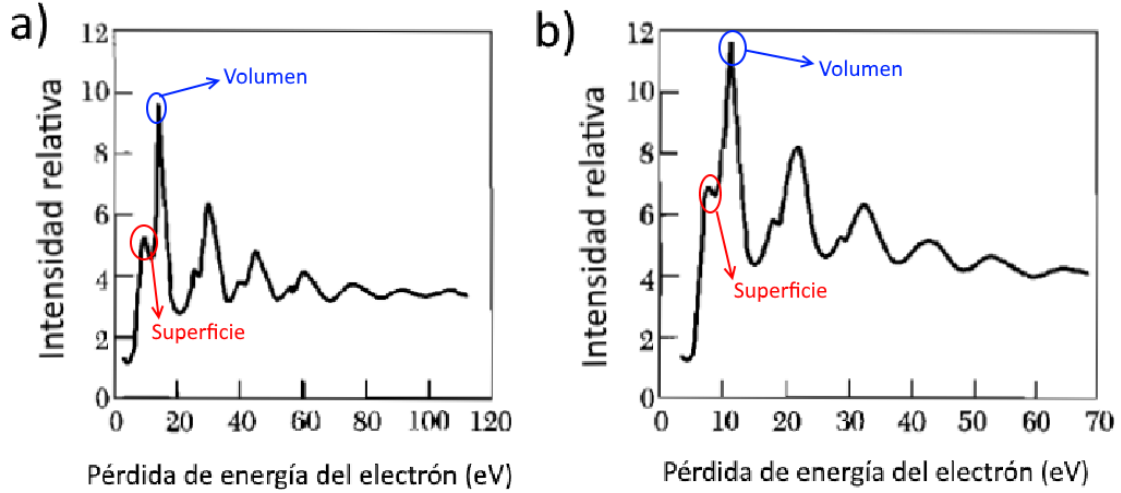 a)
Intensidad relativa
12
10
8
6
4
2
0
0 20 40 60 80 100 120
Volumen
Superficie
Pérdida de energía del electrón (eV)
b)
Intensidad relativa
12
10
8
6
4
2
0
0 10 20 30 40 50 60 70
Volumen
Superficie
Pérdida de energía del electrón (eV)